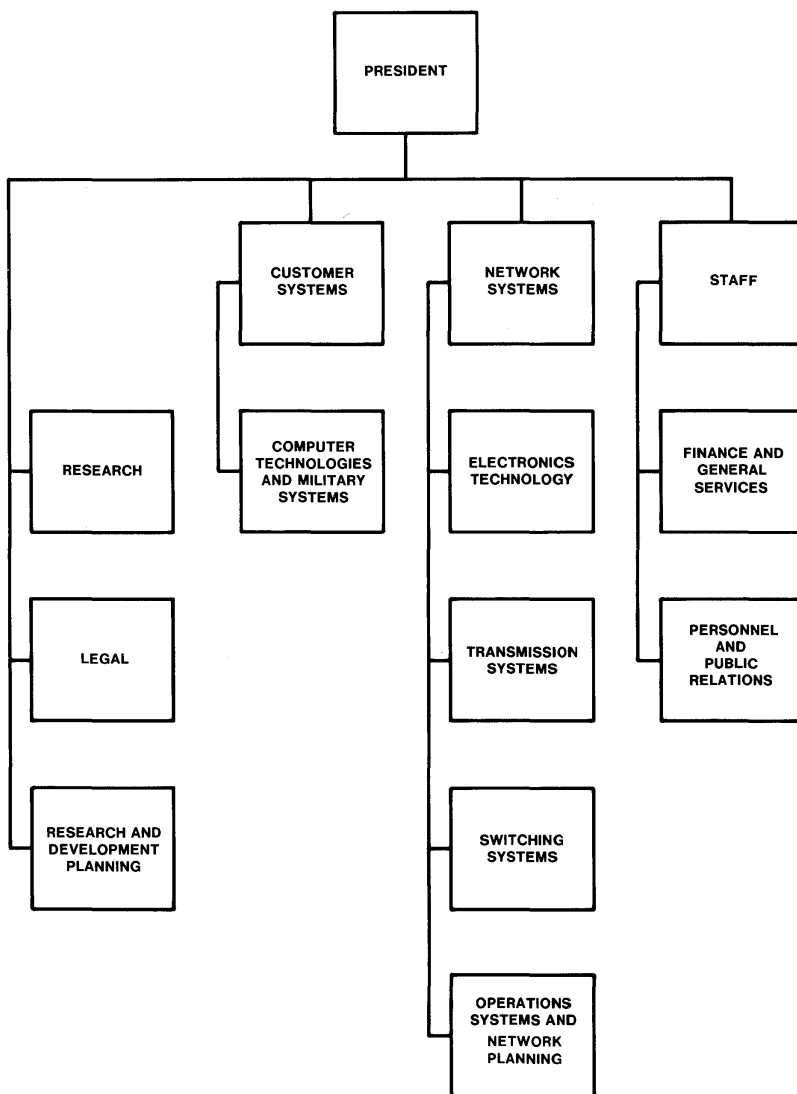 PRESIDENT
CUSTOMER
SYSTEMS
NETWORK
SYSTEMS
STAFF
RESEARCH
COMPUTER
TECHNOLOGIES
AND MILITARY
SYSTEMS
ELECTRONICS
TECHNOLOGY
FINANCE AND
GENERAL
SERVICES
LEGAL
TRANSMISSION
SYSTEMS
PERSONNEL
AND
PUBLIC
RELATIONS
RESEARCH AND
DEVELOPMENT
PLANNING
SWITCHING
SYSTEMS
OPERATIONS
SYSTEMS AND
NETWORK
PLANNING